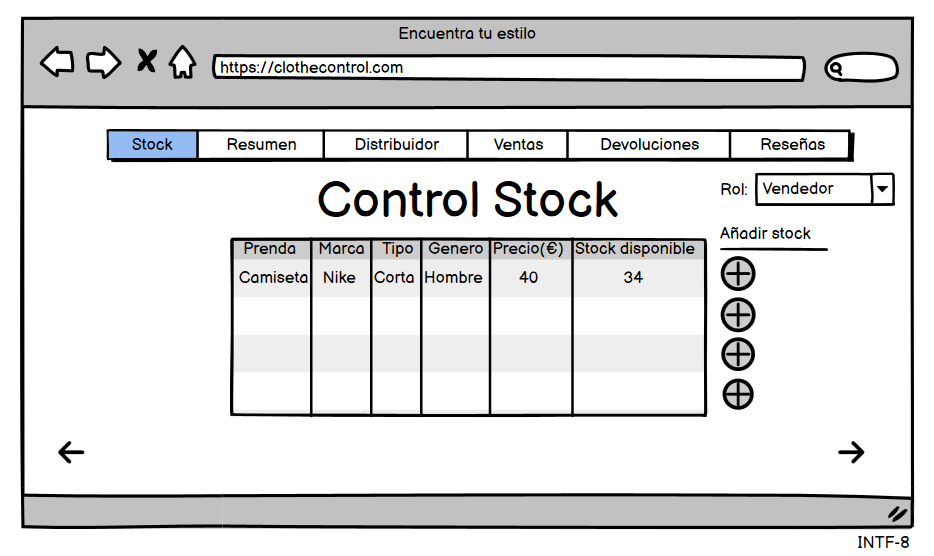 Encuentra tu estilo
https://clothecontrol.com
Stock Resumen Distribuidor Ventas Devoluciones Reseñas
Control Stock
Rol: Vendedor
Añadir stock
Prenda Marca Tipo Genero Precio(€) Stock disponible
Camiseta Nike Corta Hombre 40 34
INTF-8